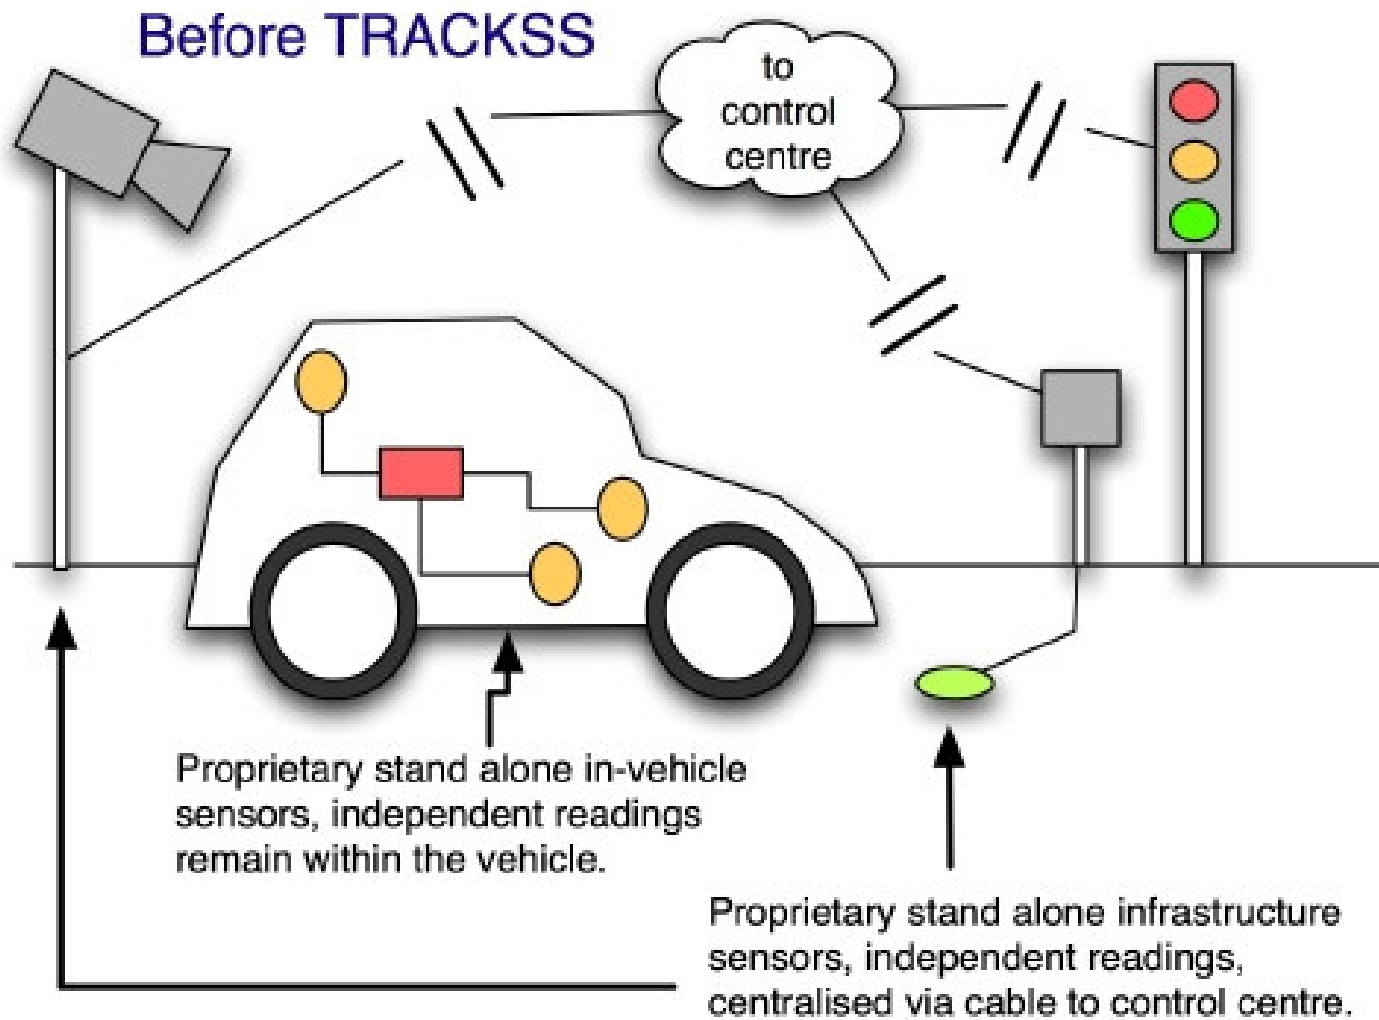 Before TRACKSS
to
control
centre
Proprietary stand alone in-vehicle
sensors, independent readings
remain within the vehicle.
Proprietary stand alone infrastructure
sensors, independent readings,
centralised via cable to control centre.